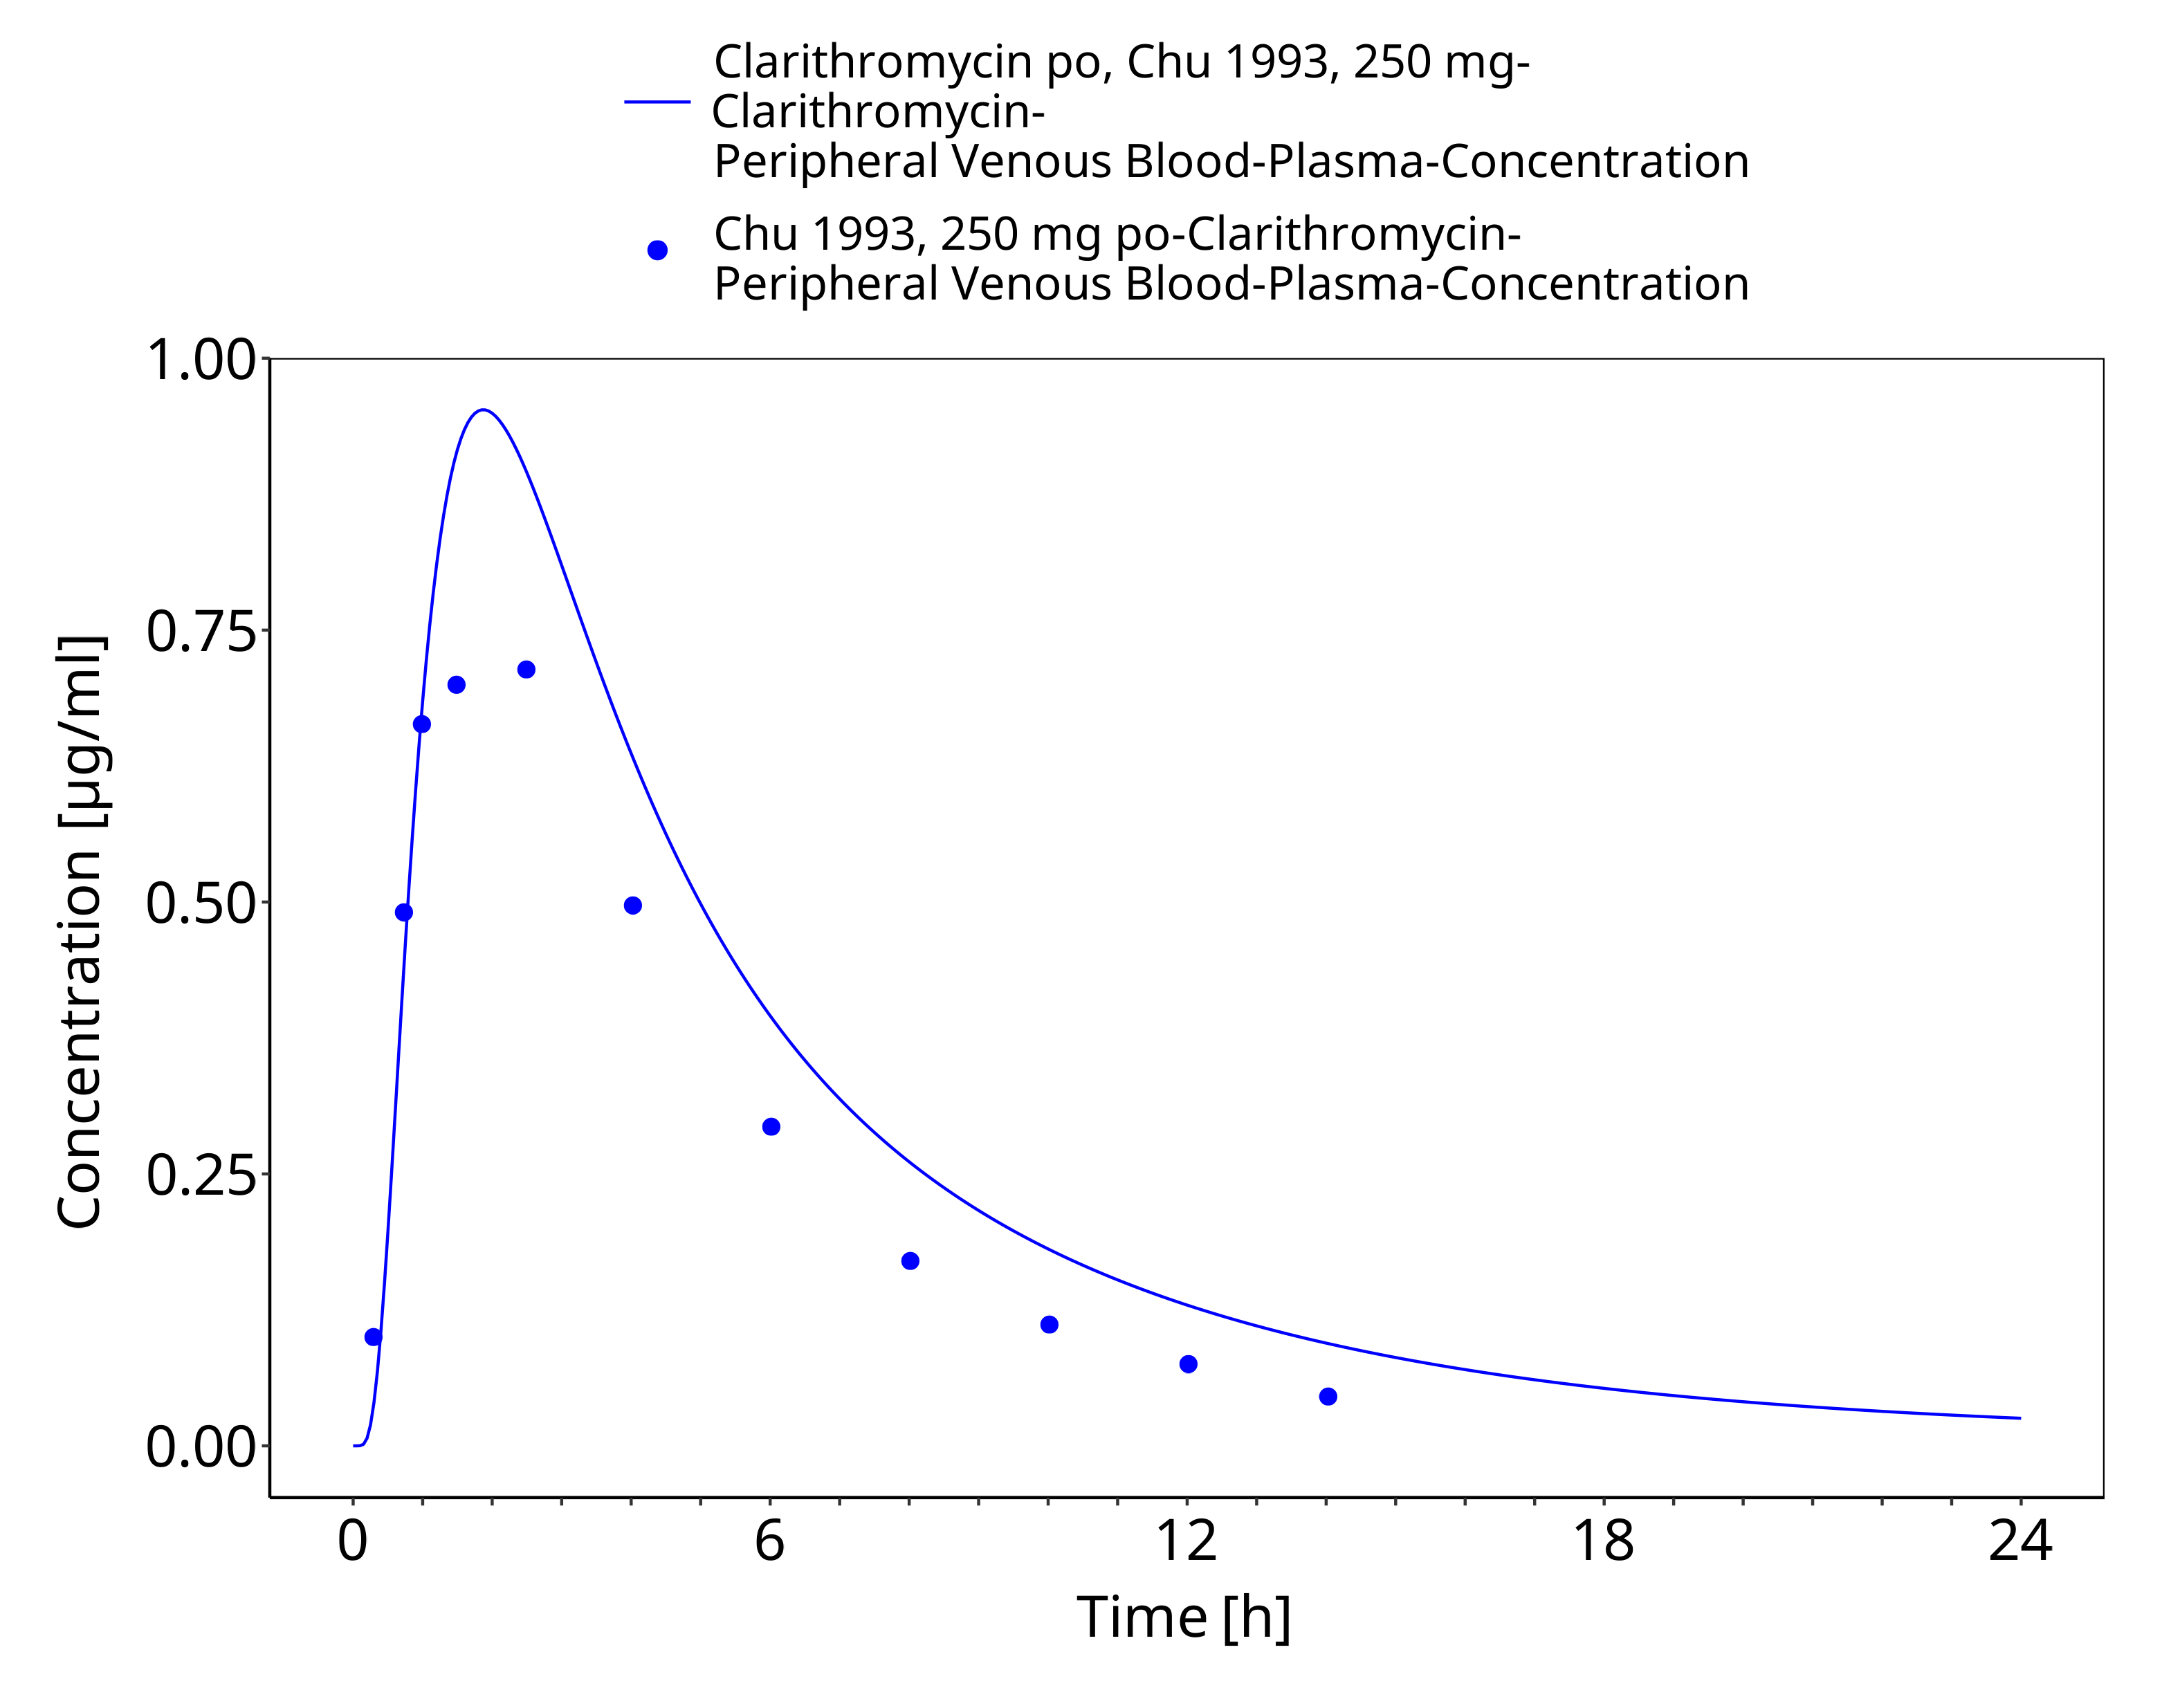 Clarithromycin po, Chu 1993, 250 mg-
Clarithromycin-
Peripheral Venous Blood-Plasma-Concentration
Chu 1993, 250 mg po-Clarithromycin-
Peripheral Venous Blood-Plasma-Concentration
1.00
0.75
0.50
0.25
0.00
Concentration [µg/ml]
0 6 12 18 24
Time [h]